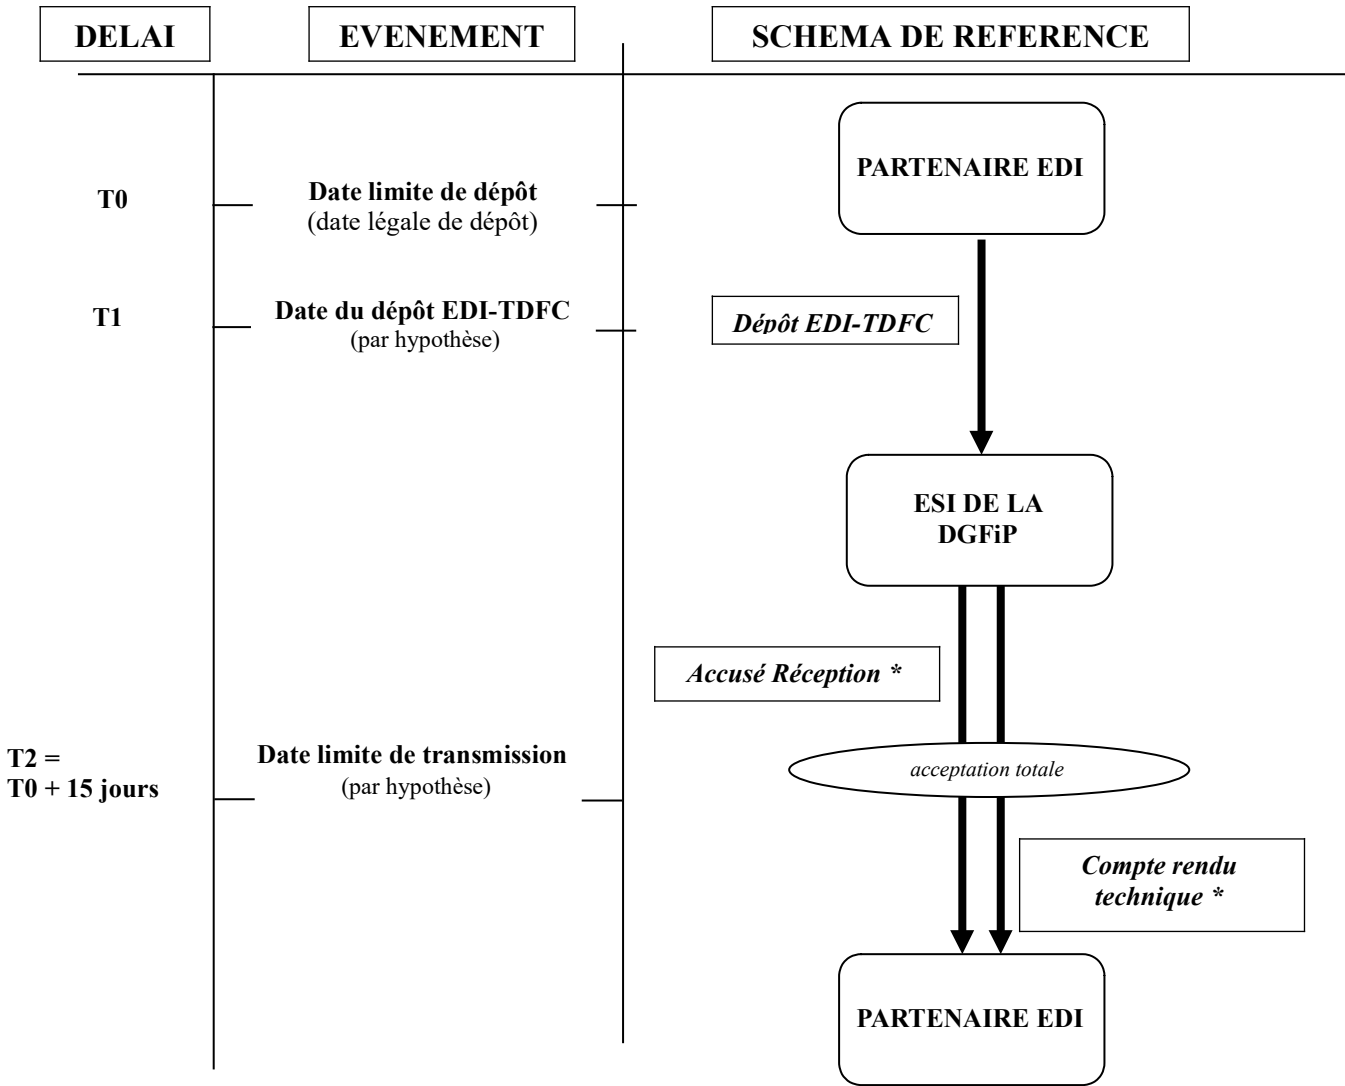 DELAI
EVENEMENT
SCHEMA DE REFERENCE
PARTENAIRE EDI
T0
Date limite de dépôt
(date légale de dépôt)
T1
Date du dépôt EDI-TDFC
(par hypothèse)
Dépôt EDI-TDFC
ESI DE LA
DGFiP
Accusé Réception *
T2 =
T0 + 15 jours
Date limite de transmission
(par hypothèse)
acceptation totale
Compte rendu
technique *
PARTENAIRE EDI